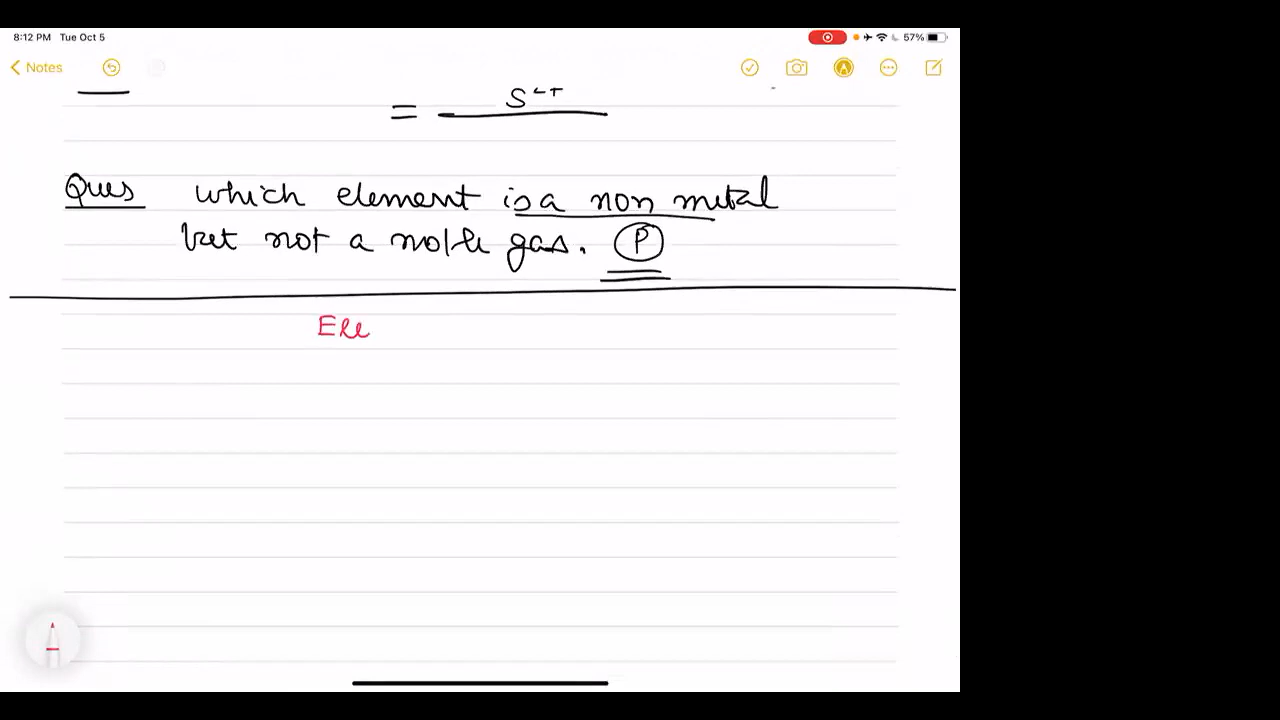 8:12 PM Tue Oct 5
57%
Notes
=
Ques which element is a non metal
but not a noble gas. P
Ele